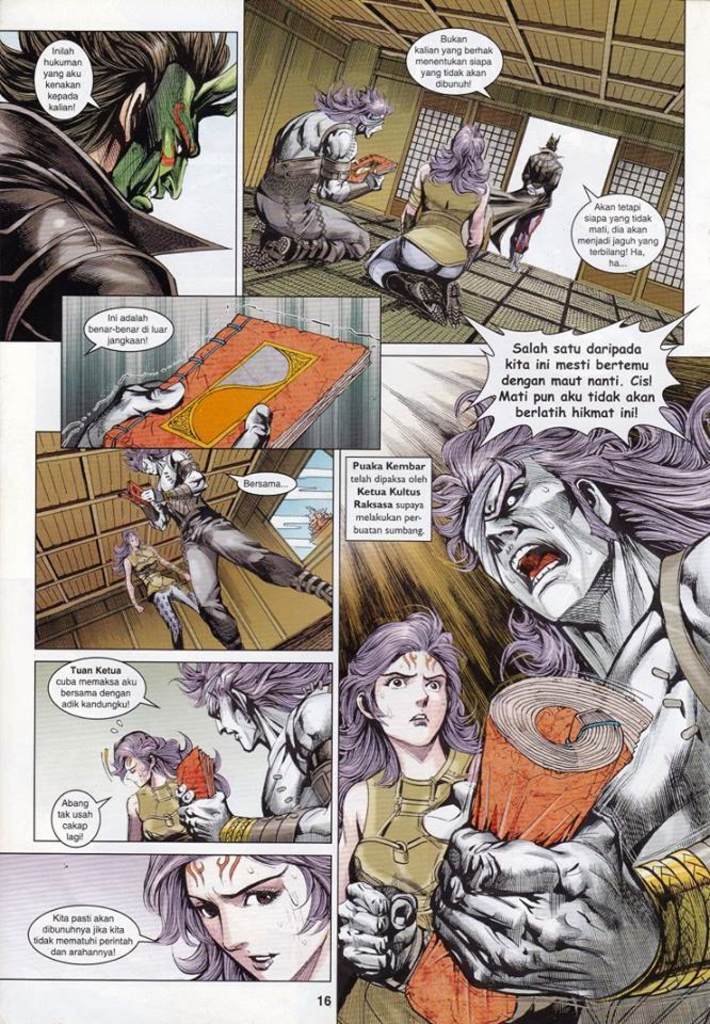 Inilah
hukuman
yang aku
kenakan
kepada
kalian!
Bukan
kalian yang berhak
menentukan siapa
yang tidak akan
dibunuh!
Akan tetapi
siapa yang tidak
mati, dia akan
menjadi jaguh yang
terbilang! Ha,
ha...
Ini adalah
benar-benar di luar
jangkaan!
Salah satu daripada
kita ini mesti bertemu
dengan maut nanti. Cis!
Mati pun aku tidak akan
berlatih hikmat ini!
Bersama...
Puaka Kembar
telah dipaksa oleh
Ketua Kultus
Raksasa supaya
melakukan per-
buatan sumbang.
Tuan Ketua
cuba memaksa aku
bersama dengan
adik kandungku!
Abang
tak usah
cakap
lagi!
Kita pasti akan
dibunuhnya jika kita
tidak mematuhi perintah
dan arahannya!
16